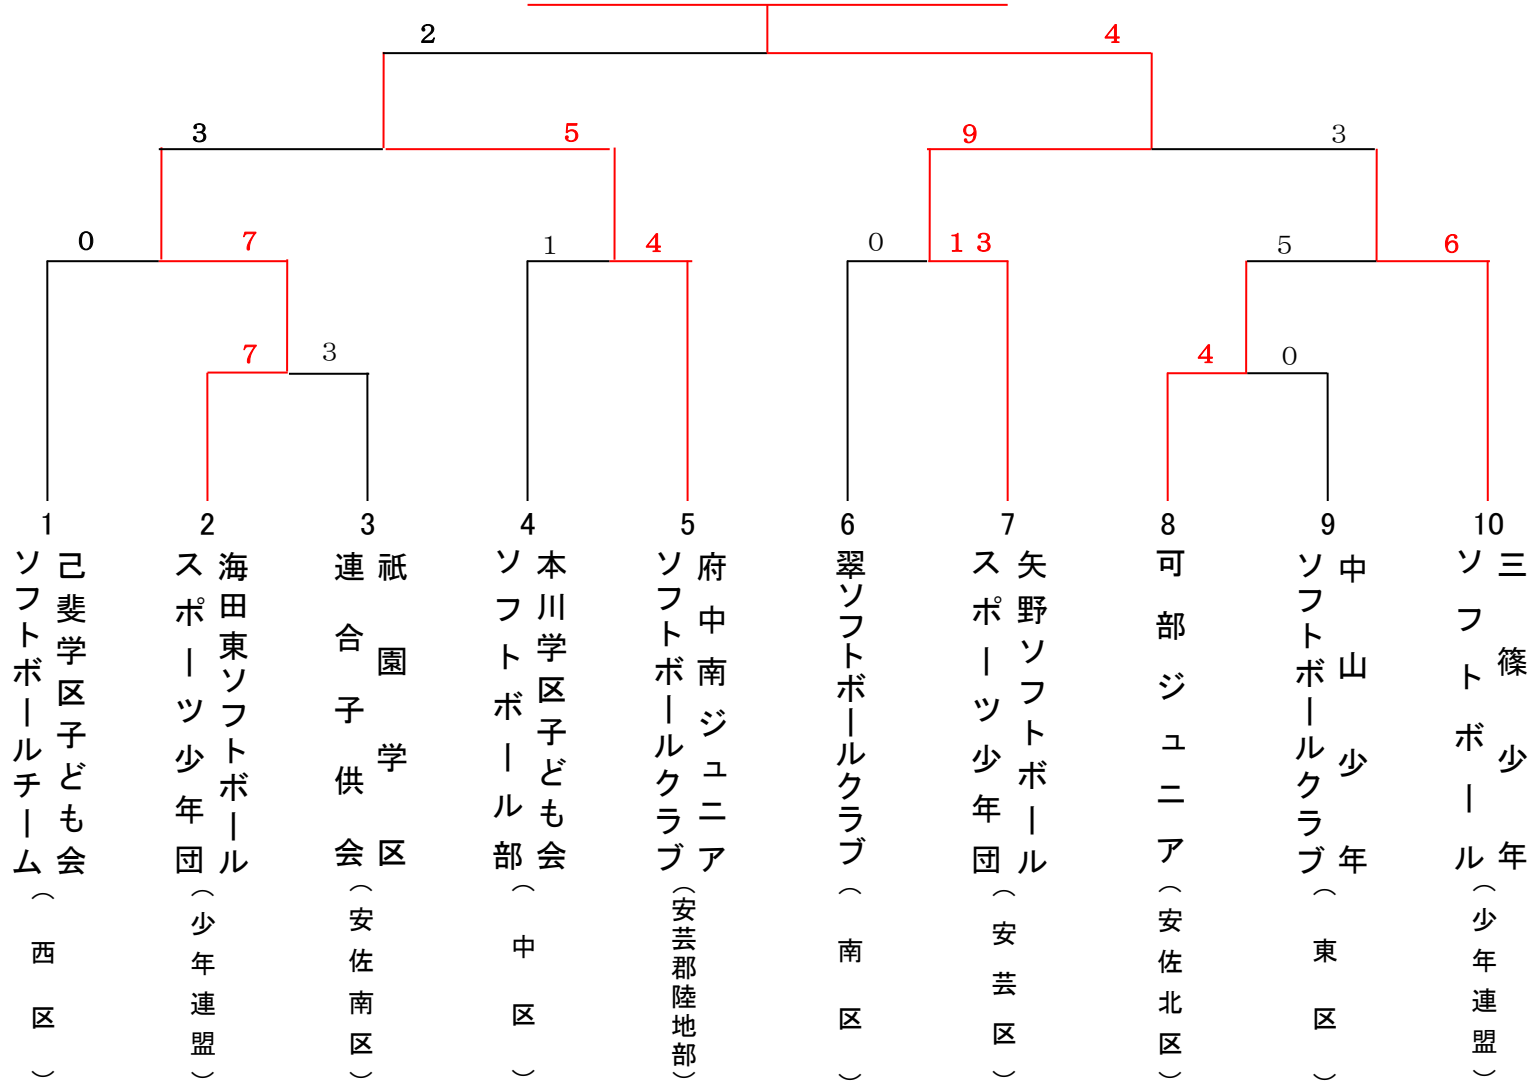 2
4
3
5
9
3
0
7
1
4
0
13
5
6
7
3
4
0
1
己斐学区子ども会
ソフトボールチーム
（西区）
2
海田東ソフトボール
スポーツ少年団
（少年連盟）
3
祇園学区
連合子供会
（安佐南区）
4
本川学区子ども会
ソフトボール部
（中区）
5
府中南ジュニア
ソフトボールクラブ
（安芸郡陸地部）
6
翠ソフトボールクラブ
（南区）
7
矢野ソフトボール
スポーツ少年団
（安芸区）
8
可部ジュニア
（安佐北区）
9
中山少年
ソフトボールクラブ
（東区）
10
三篠少年
ソフトボール
（少年連盟）